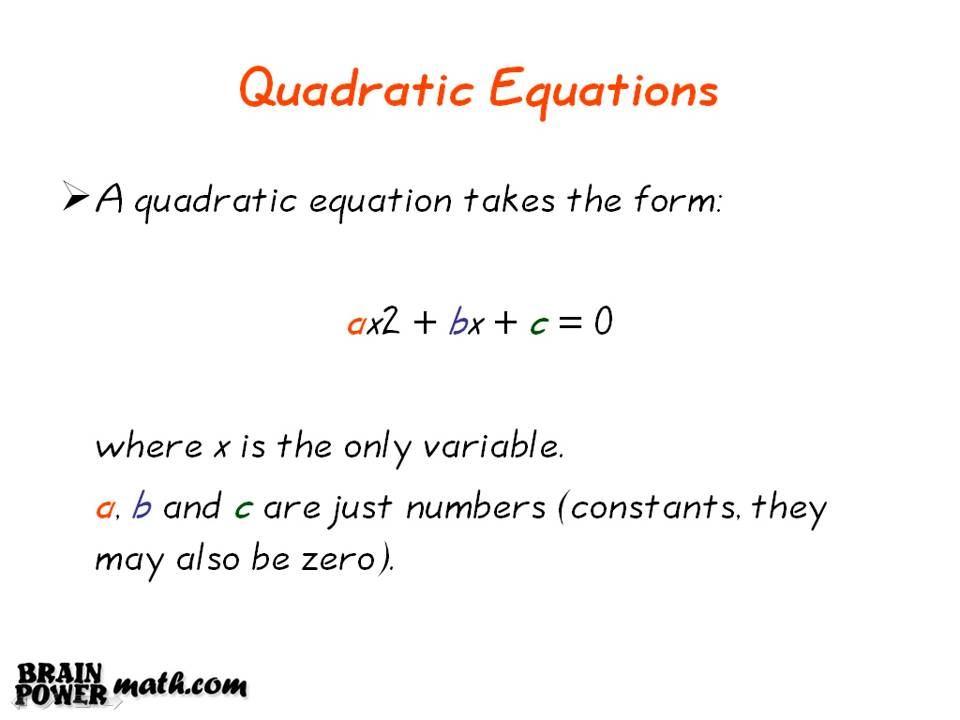 Quadratic Equations
A quadratic equation takes the form:
ax2 + bx + c = 0
where x is the only variable.
a, b and c are just numbers (constants, they
may also be zero).
BRAIN
POWER math.com